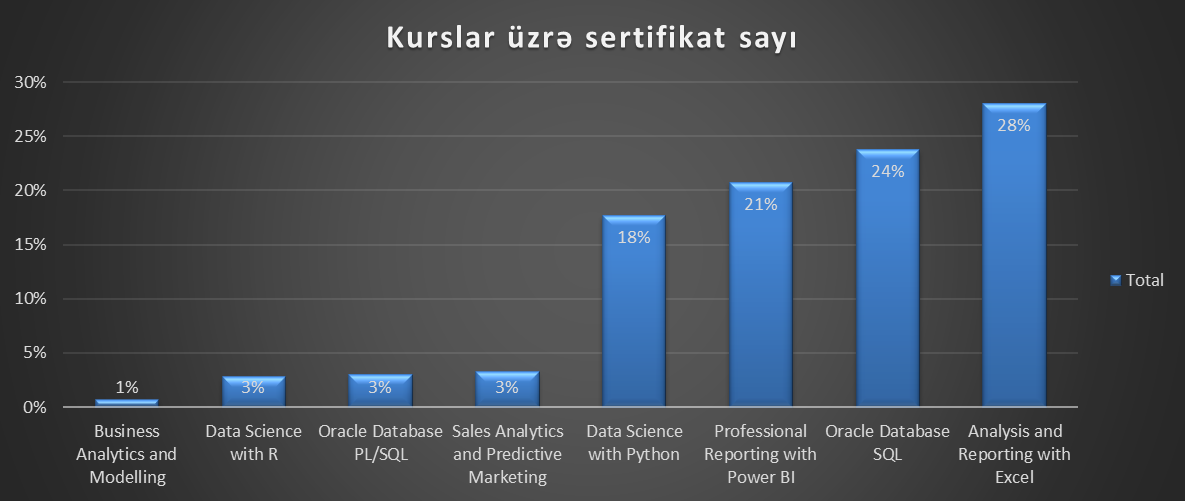 Kurslar üzrə sertifikat sayı
30%
25%
20%
15%
10%
5%
0%
1%
3%
3%
3%
18%
21%
24%
28%
Business
Analytics and
Modelling
Data Science
with R
Oracle Database
PL/SQL
Sales Analytics
and Predictive
Marketing
Data Science
with Python
Professional
Reporting with
Power BI
Oracle Database
SQL
Analysis and
Reporting with
Excel
Total